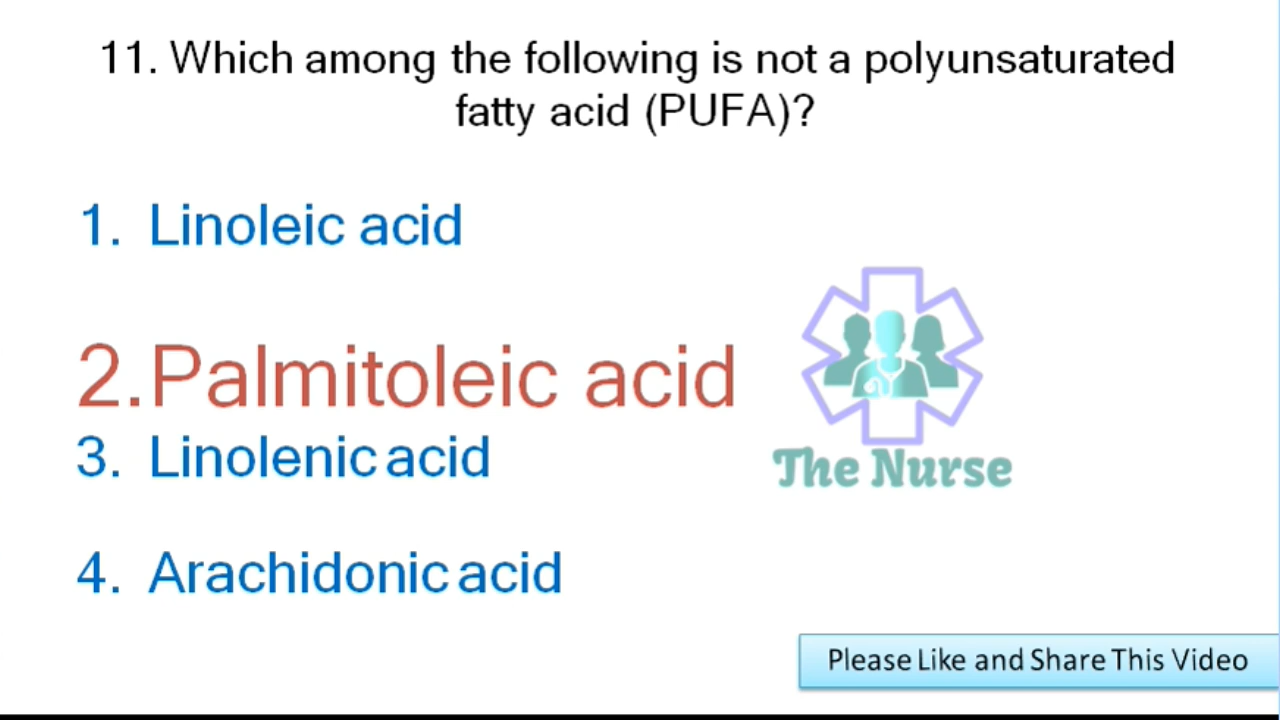 11. Which among the following is not a polyunsaturated
fatty acid (PUFA)?
1. Linoleic acid
2.Palmitoleic acid
3. Linolenic acid
4. Arachidonic acid
The Nurse
Please Like and Share This Video